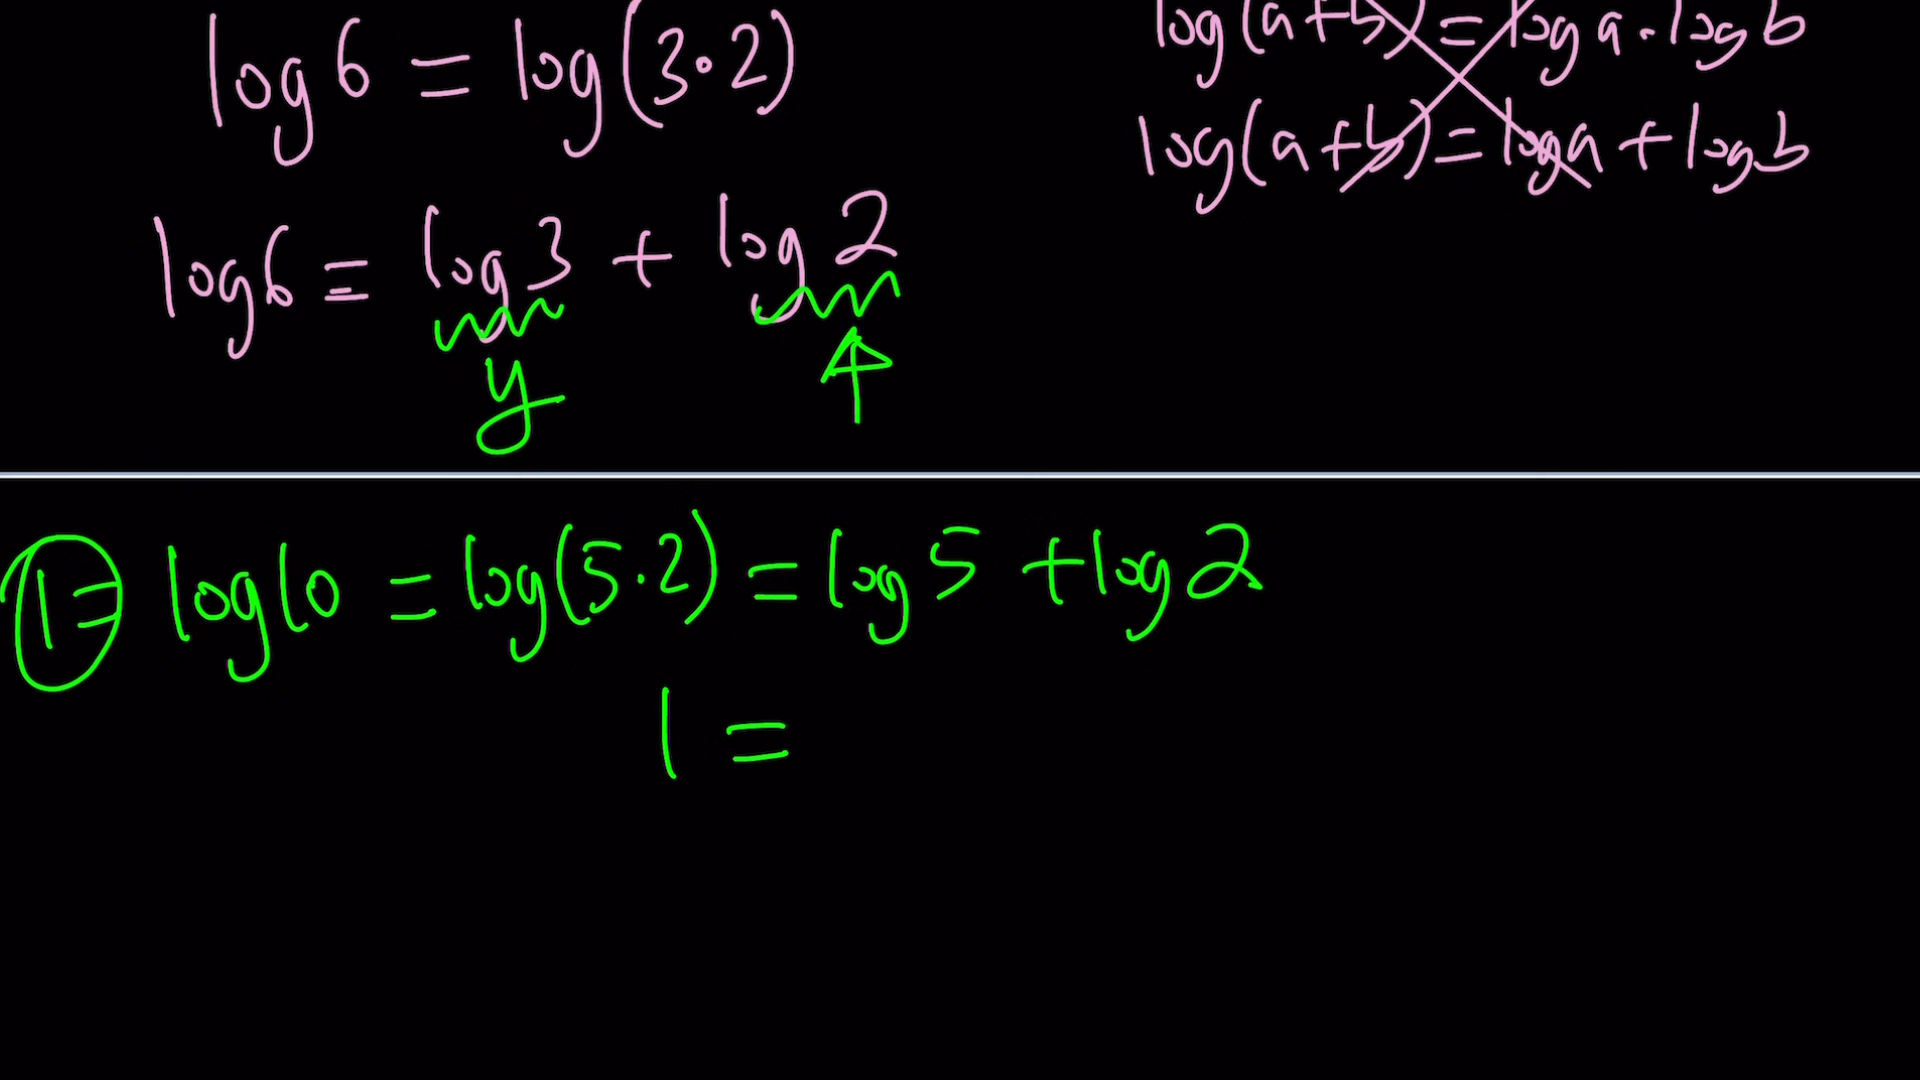 log 6 = log(3·2)
log(a+b) = log a · log b
log(a+b) = log a + log b
log 6 = log 3 + log 2
y
1 = log 10 = log(5·2) = log 5 + log 2
1 =